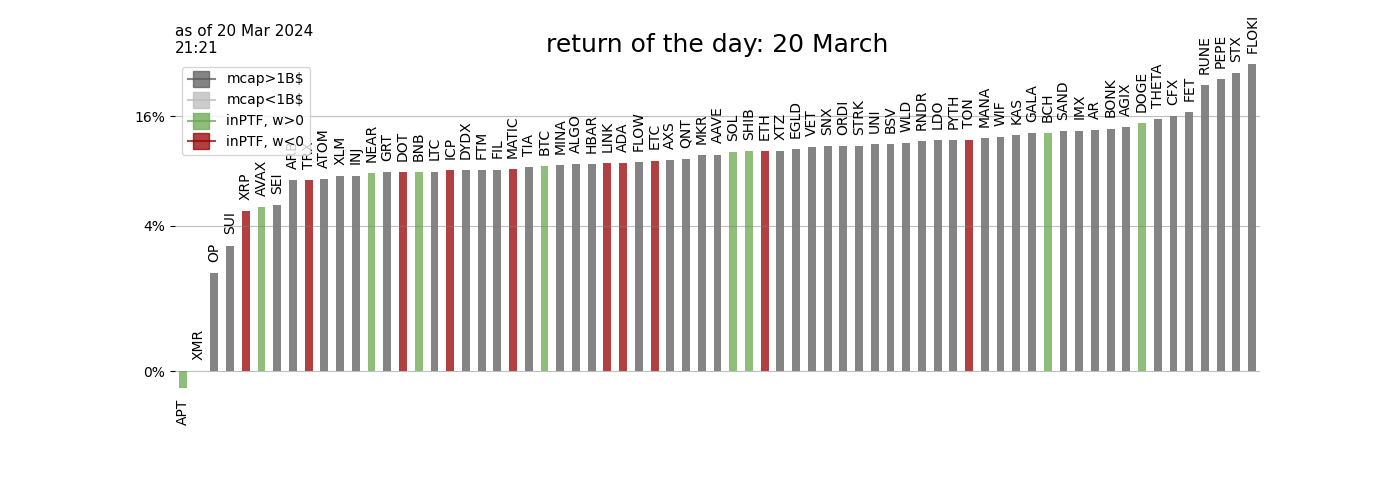 as of 20 Mar 2024
21:21
return of the day: 20 March
mcap>1B$
mcap<1B$
inPTF, w>0
inPTF, w<0
16%
4%
0%
APT
XMR
OP
SUI
XRP
AVAX
SEI
TRX
ATOM
XLM
INJ
NEAR
GRT
DOT
BNB
LTC
ICP
DYDX
FTM
FIL
MATIC
TIA
BTC
MINA
ALGO
HBAR
LINK
ADA
FLOW
ETC
AXS
QNT
MKR
AAVE
SOL
SHIB
ETH
XTZ
EGLD
VET
SNX
ORDI
STRK
UNI
BSV
WLD
RNDR
LDO
PYTH
TON
MANA
WIF
KAS
GALA
BCH
SAND
IMX
AR
BONK
AGIX
DOGE
THETA
CFX
FET
RUNE
PEPE
STX
FLOKI